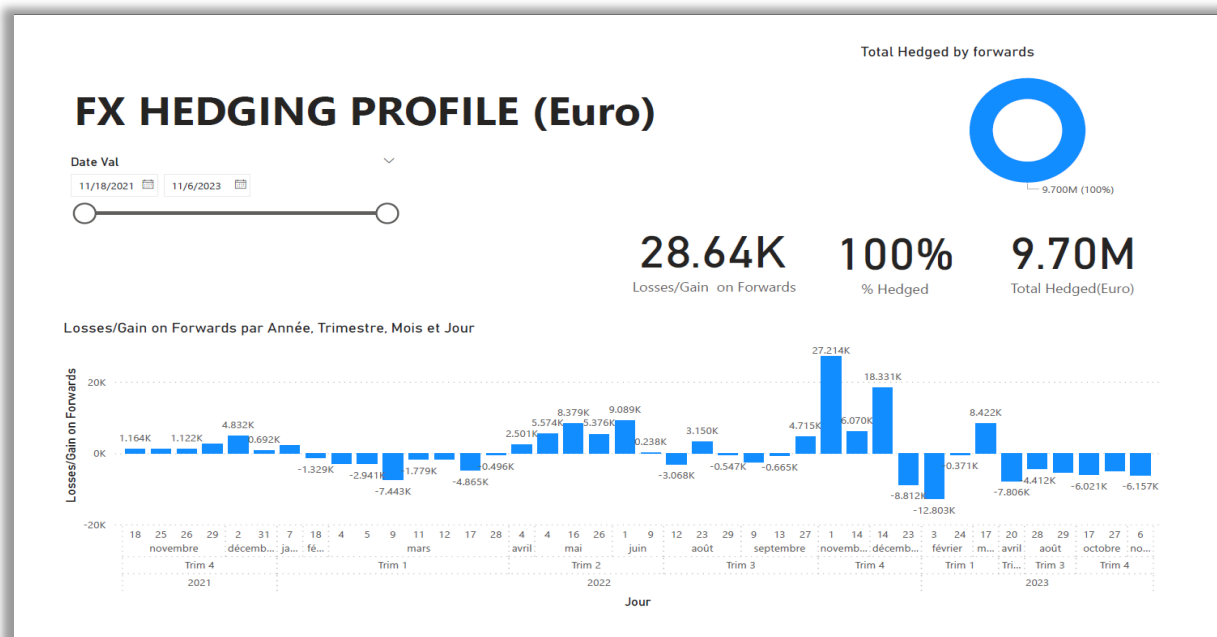 Total Hedged by forwards
FX HEDGING PROFILE (Euro)
Date Val
11/18/2021 11/6/2023
9.700M (100%)
28.64K 100% 9.70M
Losses/Gain on Forwards % Hedged Total Hedged(Euro)
Losses/Gain on Forwards par Année, Trimestre, Mois et Jour
Losses/Gain on Forwards
20K
0K
-20K
1.164K 1.122K 4.832K 0.692K -1.329K -2.941K -7.443K -1.779K -4.865K -0.496K 2.501K 5.574K 8.379K 5.376K 9.089K 0.238K -3.068K 3.150K -0.547K -0.665K 4.715K 27.214K 6.070K 18.331K -8.812K -12.803K -0.371K 8.422K -7.806K -4.412K -6.021K -6.157K
18 25 26 29 2 31 7 18 4 5 9 11 12 17 28 4 4 16 26 1 9 12 23 29 9 13 27 1 14 14 23 3 24 17 20 28 29 17 27 6
novembre décemb... ja... fé... mars avril mai juin août septembre novemb... décemb... février m... avril août octobre no...
Trim 4 Trim 1 Trim 2 Trim 3 Trim 4 Trim 1 Tri... Trim 3 Trim 4
2021 2022 2023
Jour